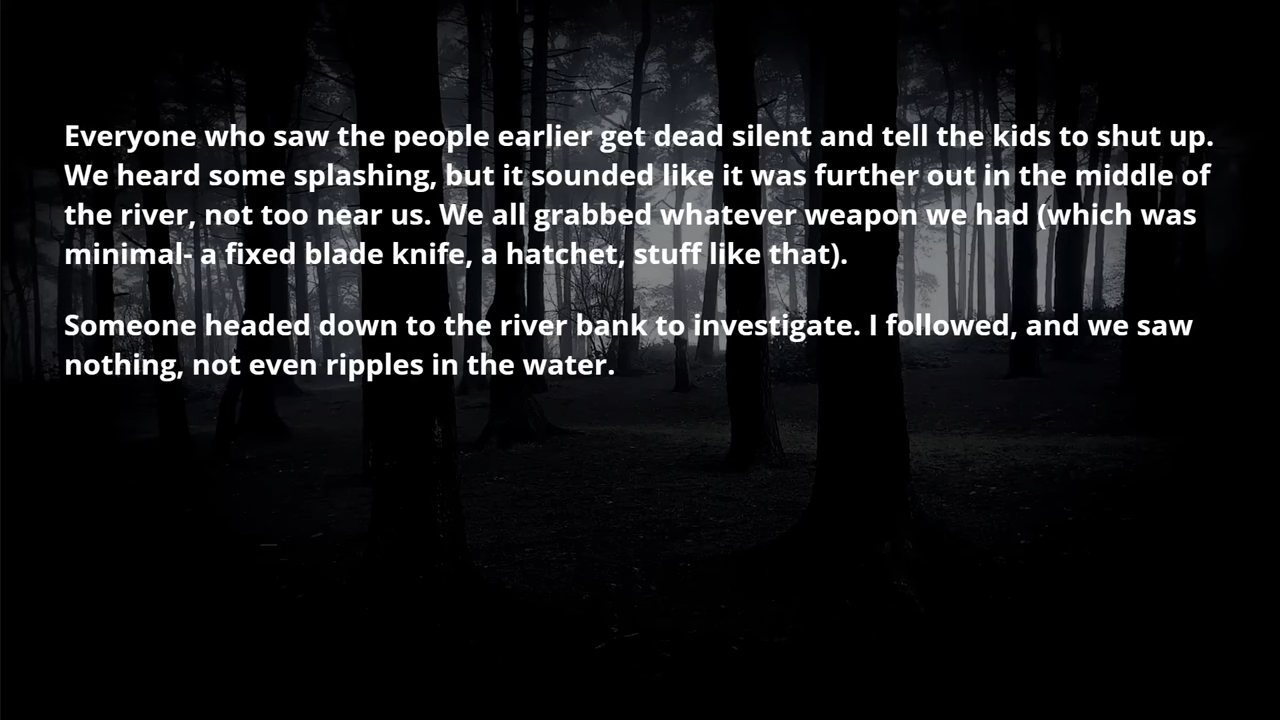 Everyone who saw the people earlier get dead silent and tell the kids to shut up.
We heard some splashing, but it sounded like it was further out in the middle of
the river, not too near us. We all grabbed whatever weapon we had (which was
minimal- a fixed blade knife, a hatchet, stuff like that).
Someone headed down to the river bank to investigate. I followed, and we saw
nothing, not even ripples in the water.